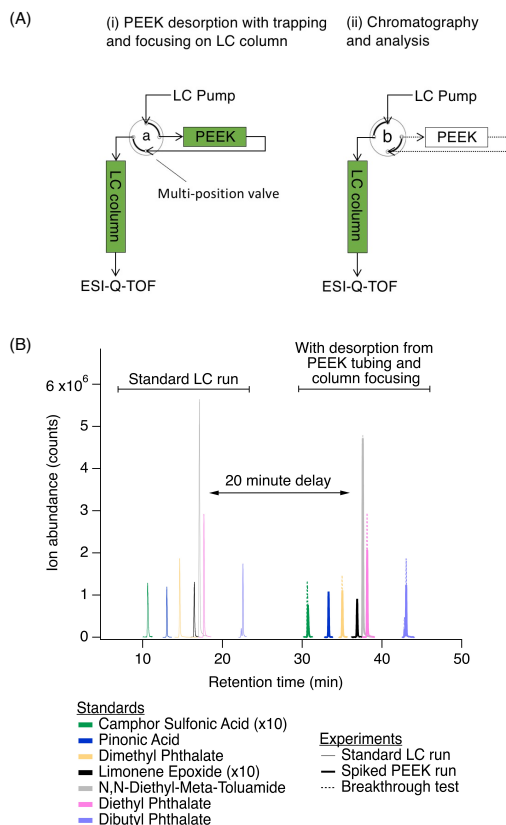 (A)
(i) PEEK desorption with trapping
and focusing on LC column
(ii) Chromatography
and analysis
LC Pump
a
PEEK
LC column
Multi-position valve
ESI-Q-TOF
LC Pump
b
PEEK
LC column
ESI-Q-TOF
(B)
With desorption from
PEEK tubing and
column focusing
Standard LC run
20 minute delay
Ion abundance (counts)
6 x10⁶
5
4
3
2
1
0
10
20
30
40
50
Retention time (min)
Standards
Camphor Sulfonic Acid (x10)
Pinonic Acid
Dimethyl Phthalate
Limonene Epoxide (x10)
N,N-Diethyl-Meta-Toluamide
Diethyl Phthalate
Dibutyl Phthalate
Experiments
Standard LC run
Spiked PEEK run
Breakthrough test